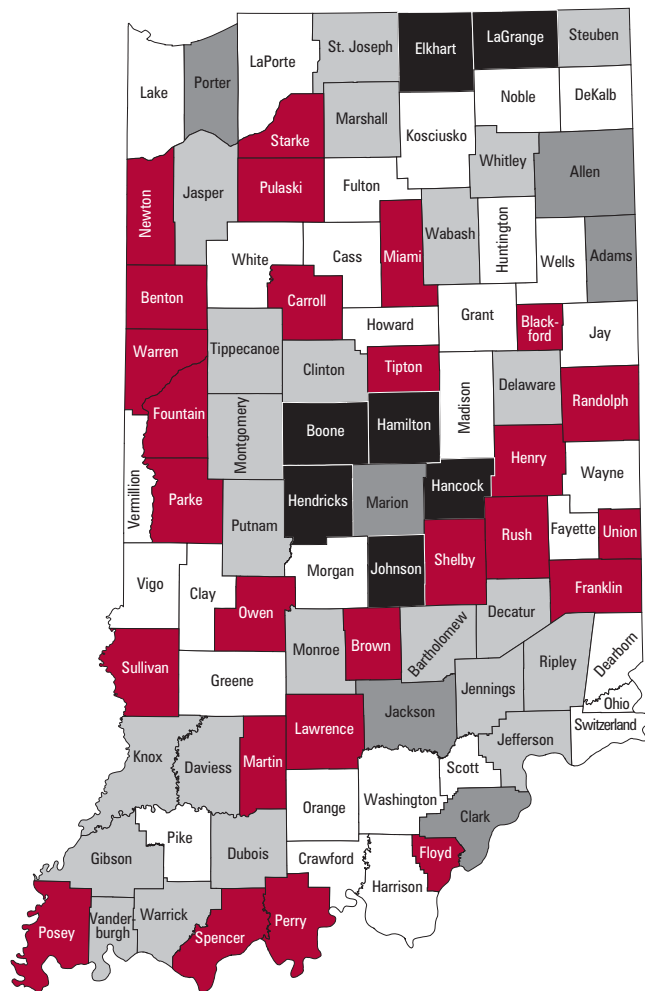 St. Joseph
Elkhart
LaGrange
Steuben
LaPorte
Porter
Lake
Noble
DeKalb
Marshall
Kosciusko
Starke
Whitley
Allen
Jasper
Pulaski
Fulton
Newton
Wabash
Huntington
White
Cass
Miami
Wells
Adams
Benton
Carroll
Grant
Howard
Black-
ford
Jay
Warren
Tippecanoe
Clinton
Tipton
Delaware
Madison
Randolph
Fountain
Montgomery
Boone
Hamilton
Henry
Vermillion
Parke
Hendricks
Marion
Hancock
Wayne
Putnam
Rush
Fayette
Union
Vigo
Clay
Morgan
Johnson
Shelby
Franklin
Owen
Decatur
Sullivan
Monroe
Brown
Bartholomew
Ripley
Dearborn
Greene
Jennings
Ohio
Jackson
Switzerland
Knox
Daviess
Martin
Lawrence
Jefferson
Scott
Orange
Washington
Clark
Pike
Gibson
Dubois
Crawford
Floyd
Harrison
Posey
Vander-
burgh
Warrick
Spencer
Perry